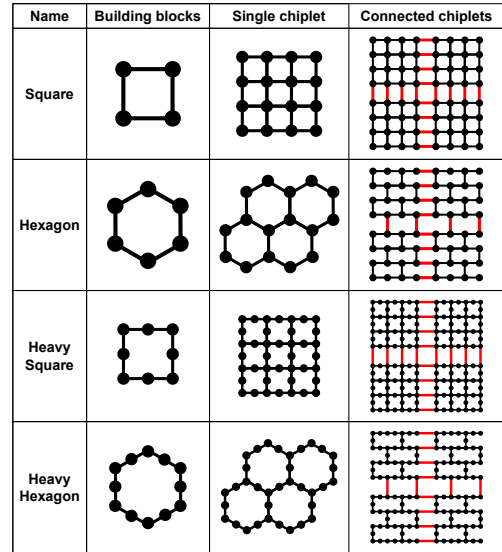 Name Building blocks Single chiplet Connected chiplets
Square
Hexagon
Heavy
Square
Heavy
Hexagon